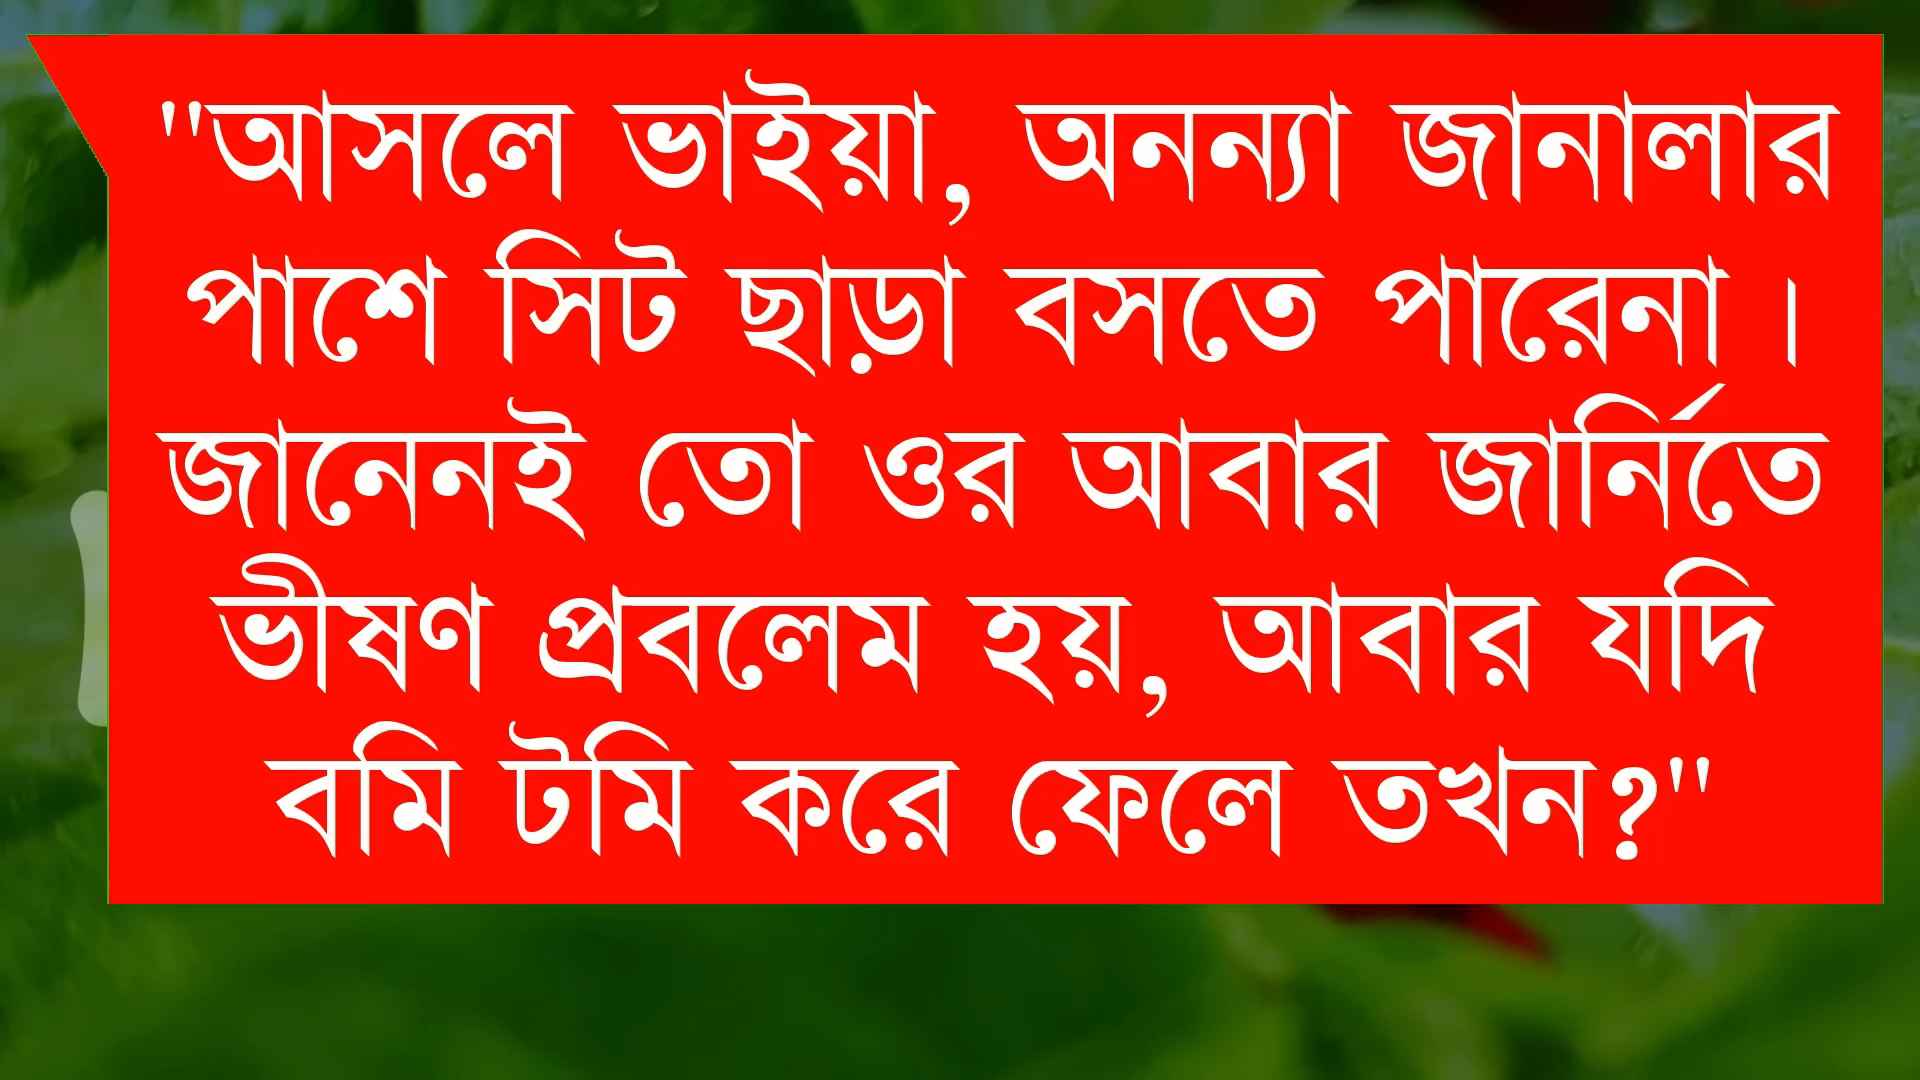 "আসলে ভাইয়া, অনন্যা জানালার
পাশে সিট ছাড়া বসতে পারেনা ।
জানেনই তো ওর আবার জার্নিতে
ভীষণ প্রবলেম হয়, আবার যদি
বমি টমি করে ফেলে তখন?"